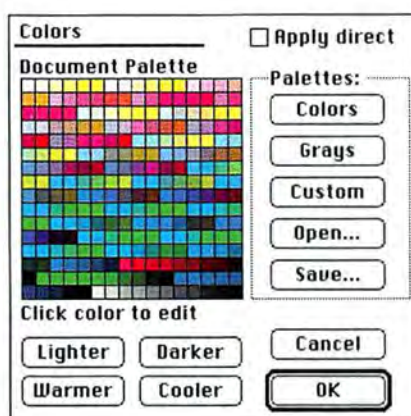 Colors
Apply direct
Document Palette
Palettes:
Colors
Grays
Custom
Open...
Save...
Click color to edit
Lighter
Darker
Cancel
Warmer
Cooler
OK